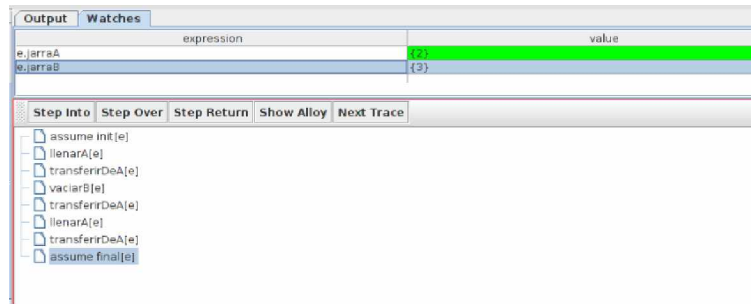 Output Watches
expression value
e.jarraA {2}
e.jarraB {3}
Step Into Step Over Step Return Show Alloy Next Trace
assume init[e]
llenarA[e]
transferirDeA[e]
vaciarB[e]
transferirDeA[e]
llenarA[e]
transferirDeA[e]
assume final[e]